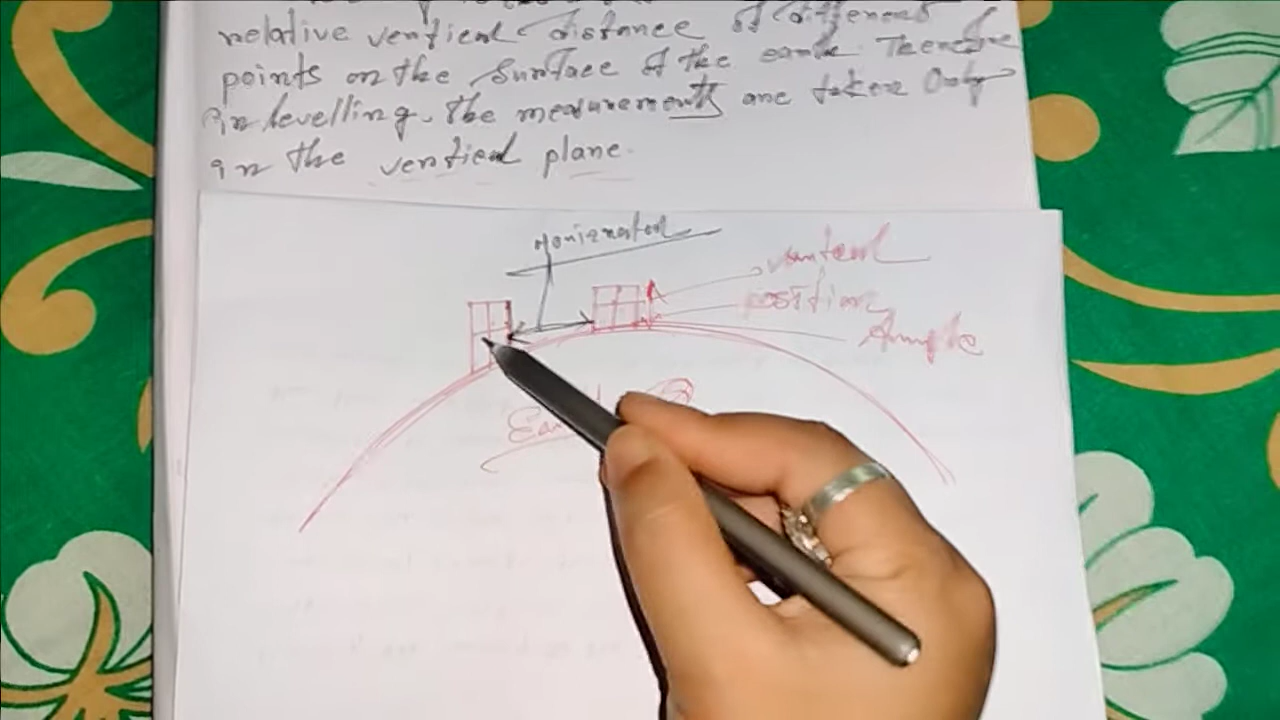 relative vertical distance of different
points on the surface of the earth. Therefore
in levelling, the measurements are taken only
in the vertical plane.
Horizontal
vertical
position
Angle